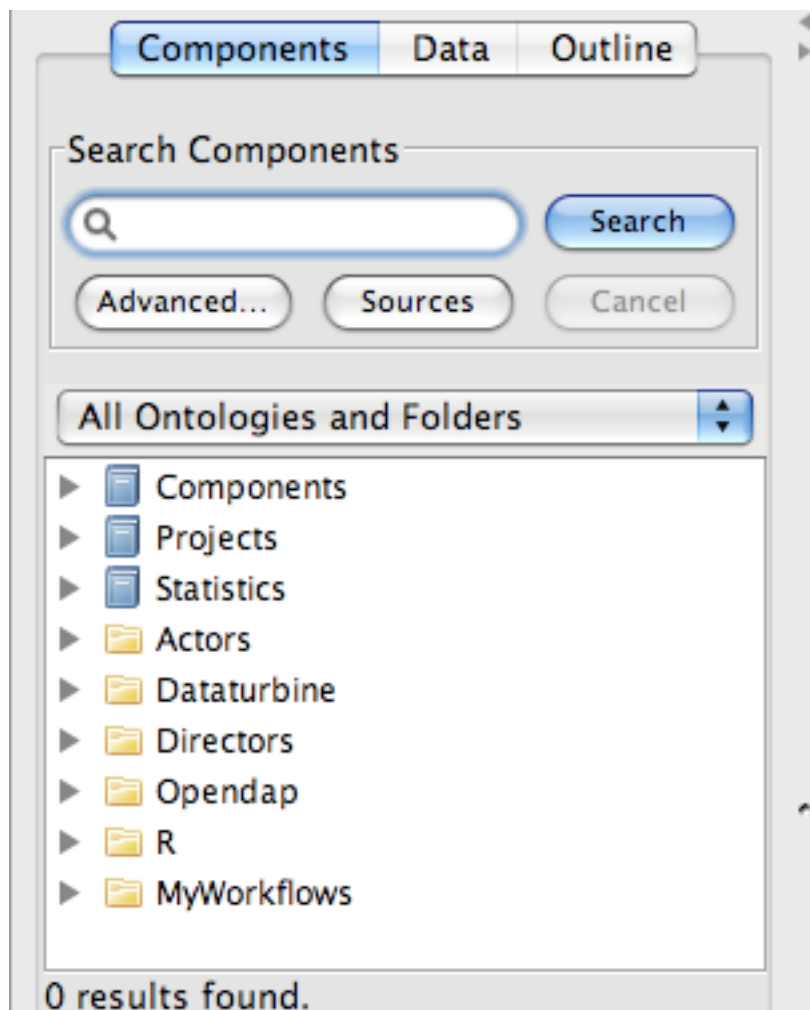 Components Data Outline
Search Components
Search
Advanced... Sources Cancel
All Ontologies and Folders
Components
Projects
Statistics
Actors
Dataturbine
Directors
Opendap
R
MyWorkflows
0 results found.